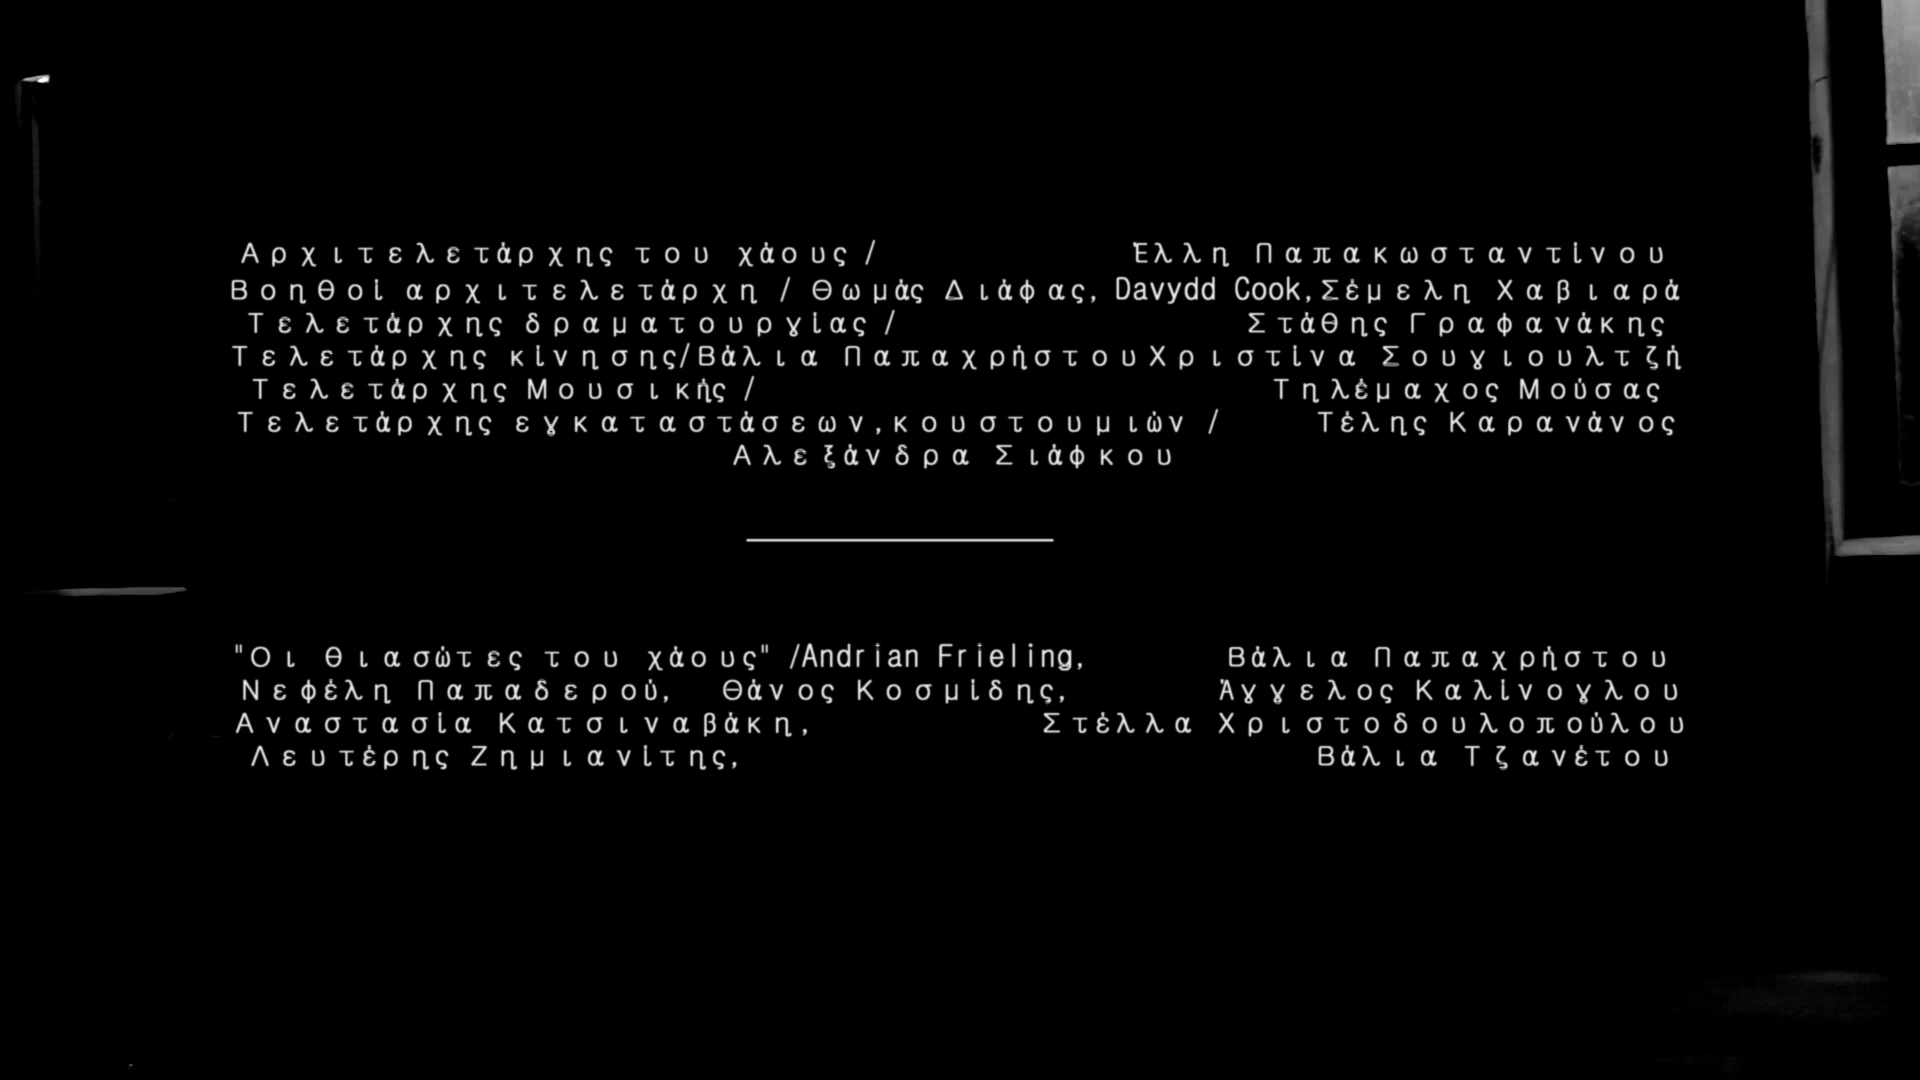 Αρχιτελετάρχης του χάους / Έλλη Παπακωσταντίνου
Βοηθοί αρχιτελετάρχη / Θωμάς Διάφας, Davydd Cook,Σέμελη Χαβιαρά
Τελετάρχης δραματουργίας / Στάθης Γραφανάκης
Τελετάρχης κίνησης/Βάλια ΠαπαχρήστουΧριστίνα Σουγιουλτζή
Τελετάρχης Μουσικής / Τηλέμαχος Μούσας
Τελετάρχης εγκαταστάσεων,κουστουμιών / Τέλης Καρανάνος
Αλεξάνδρα Σιάφκου
"Οι θιασώτες του χάους" /Andrian Frieling, Βάλια Παπαχρήστου
Νεφέλη Παπαδερού, Θάνος Κοσμίδης, Άγγελος Καλίνογλου
Αναστασία Κατσιναβάκη, Στέλλα Χριστοδουλοπούλου
Λευτέρης Ζημιανίτης, Βάλια Τζανέτου